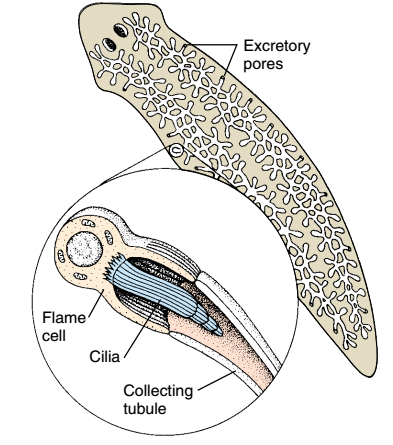 Excretory
pores
Flame
cell
Cilia
Collecting
tubule